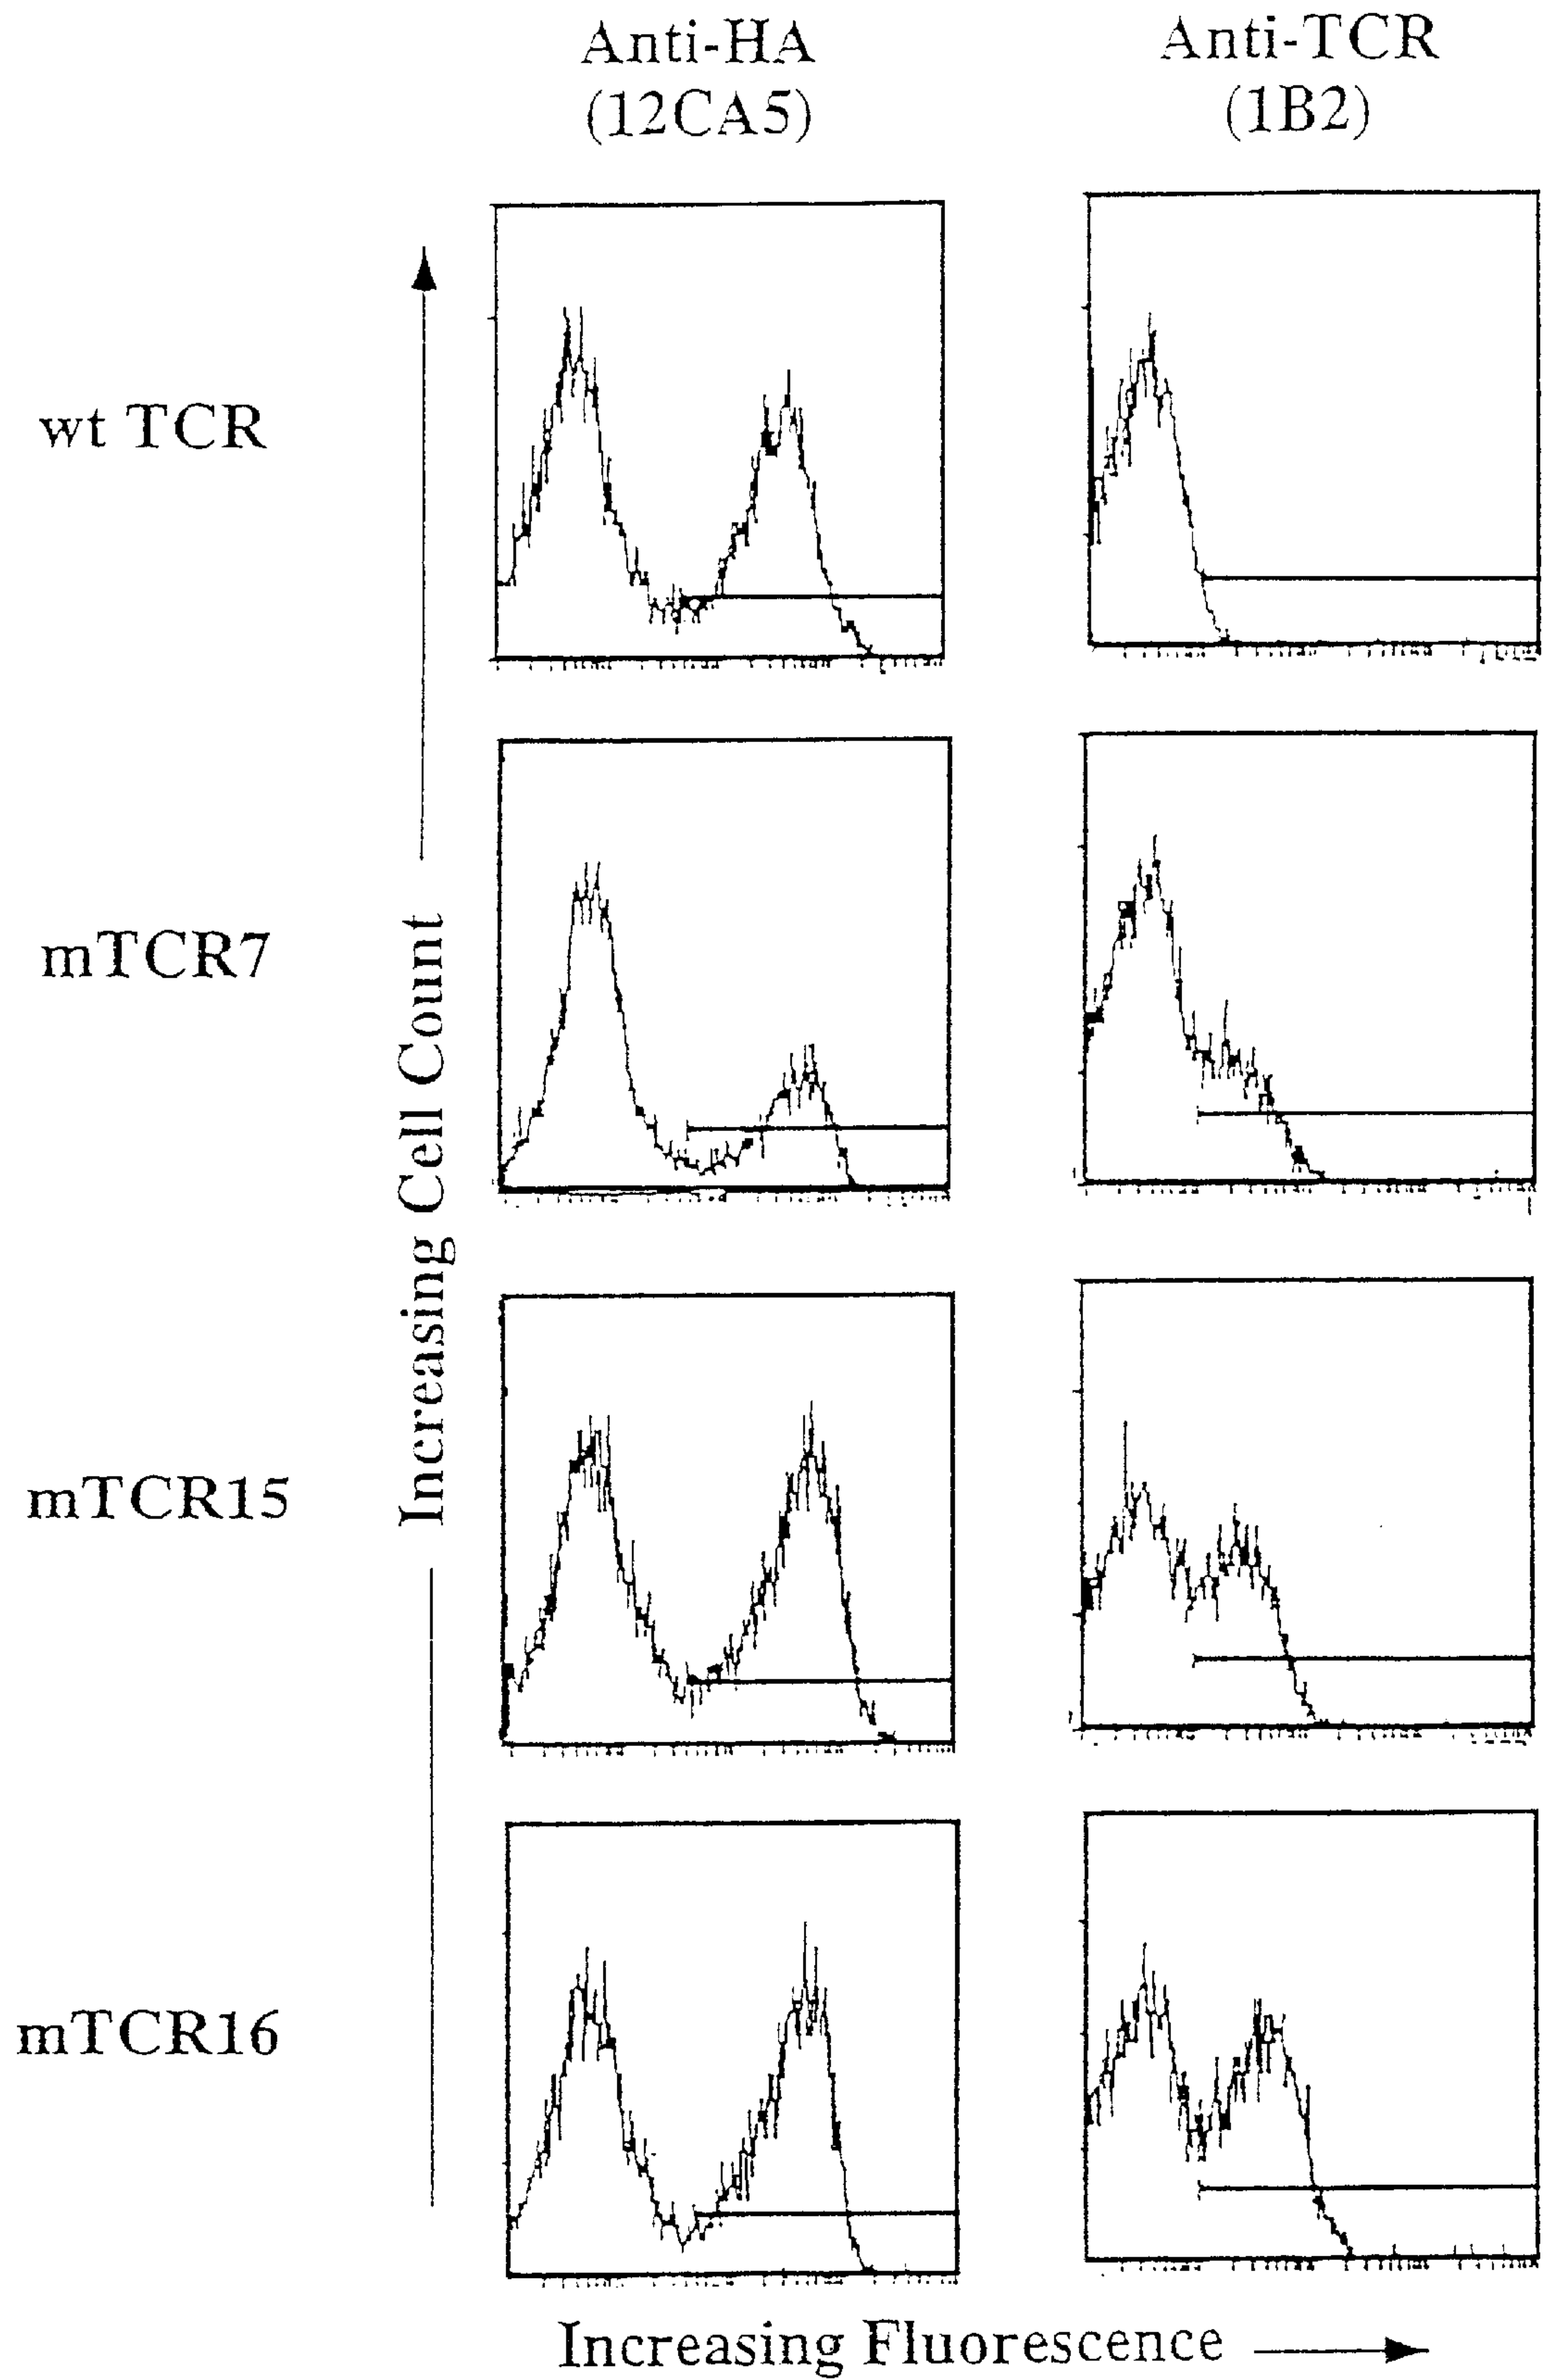 Anti-HA
(12CA5)
Anti-TCR
(1B2)
wt TCR
mTCR7
mTCR15
mTCR16
Increasing Cell Count
Increasing Fluorescence